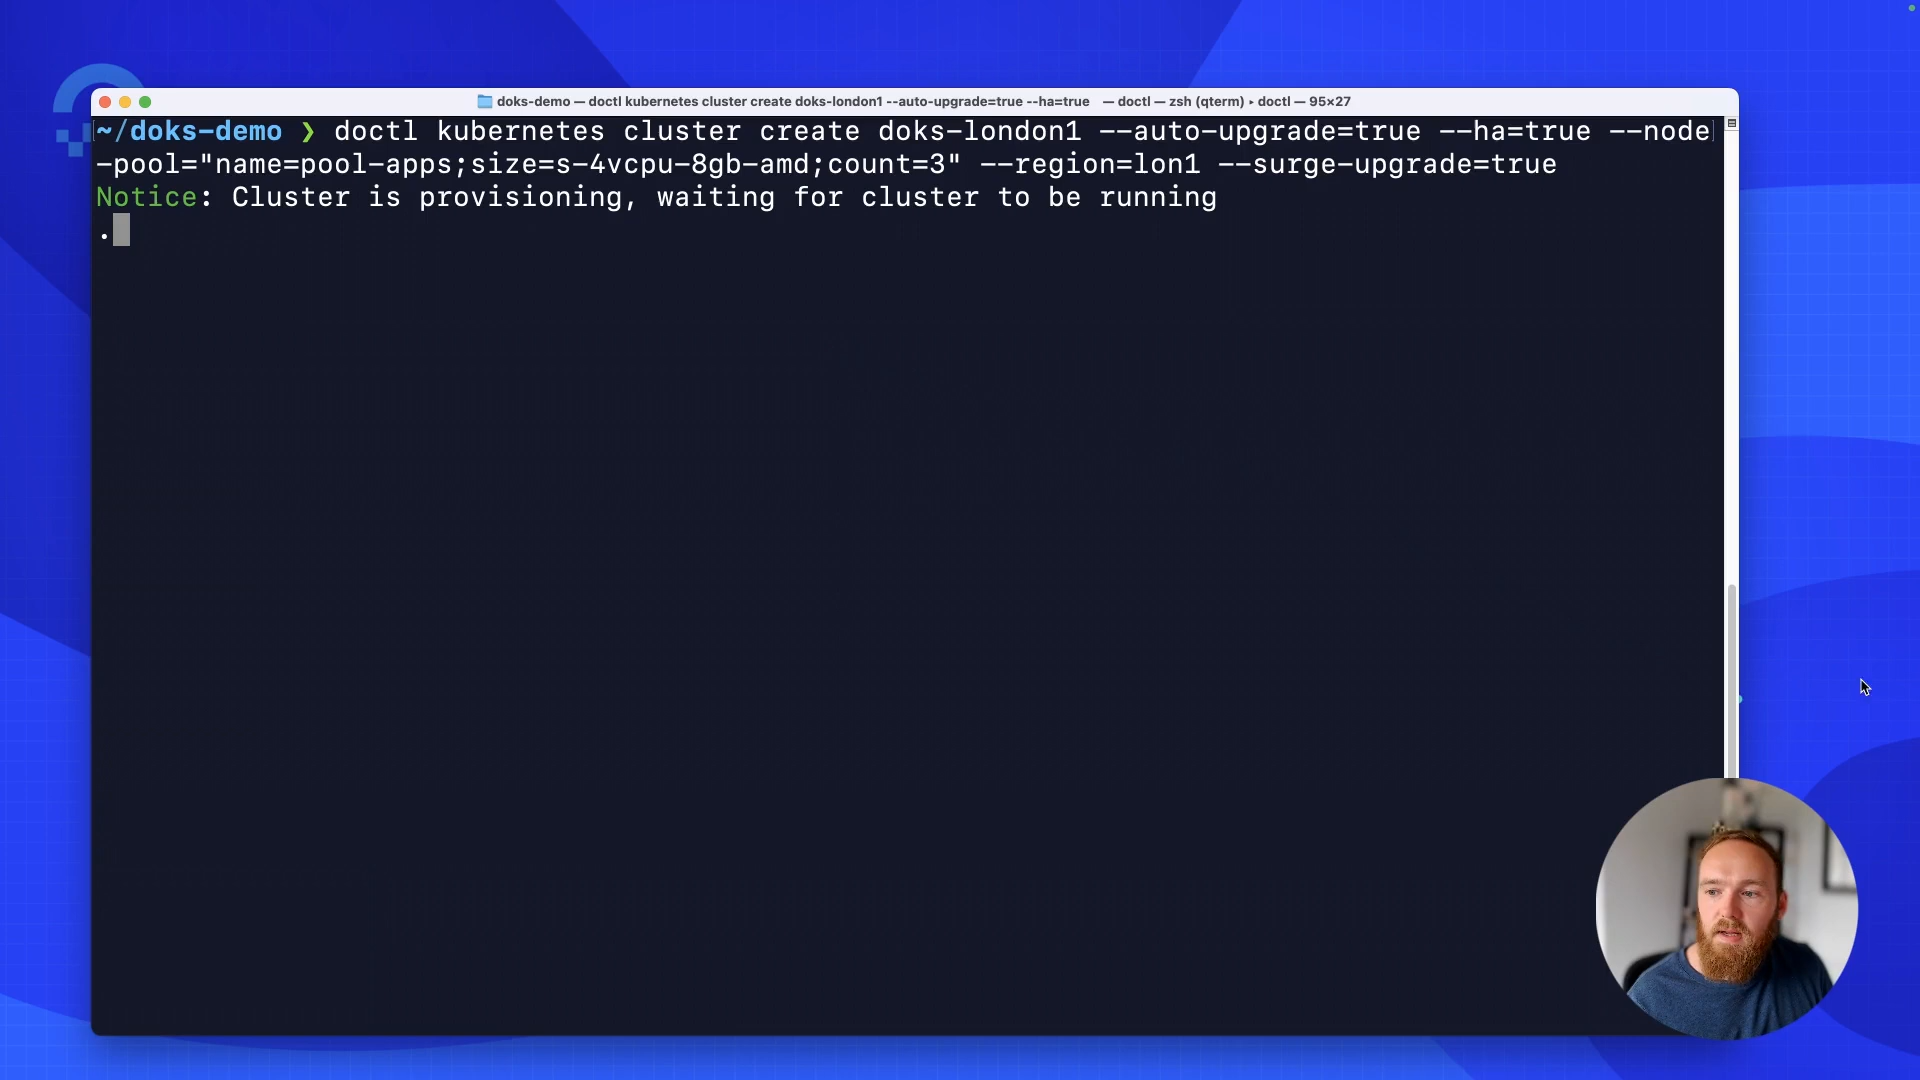 doks-demo — doctl kubernetes cluster create doks-london1 --auto-upgrade=true --ha=true — doctl — zsh (qterm) ▸ doctl — 95×27
~/doks-demo ❯ doctl kubernetes cluster create doks-london1 --auto-upgrade=true --ha=true --node
-pool="name=pool-apps;size=s-4vcpu-8gb-amd;count=3" --region=lon1 --surge-upgrade=true
Notice: Cluster is provisioning, waiting for cluster to be running
.